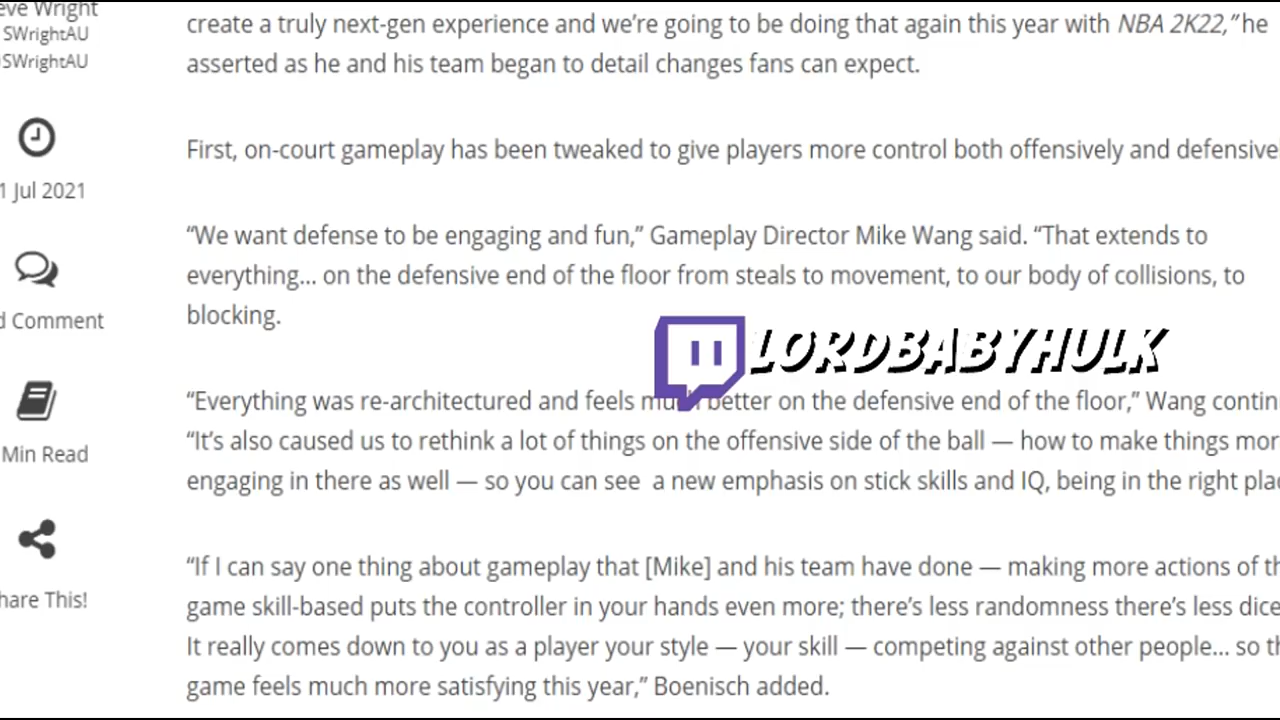 eve Wright
SWrightAU
SWrightAU
1 Jul 2021
d Comment
Min Read
hare This!
create a truly next-gen experience and we’re going to be doing that again this year with NBA 2K22,” he
asserted as he and his team began to detail changes fans can expect.
First, on-court gameplay has been tweaked to give players more control both offensively and defensivel
“We want defense to be engaging and fun,” Gameplay Director Mike Wang said. “That extends to
everything... on the defensive end of the floor from steals to movement, to our body of collisions, to
blocking.
LORDBABYHULK
“Everything was re-architectured and feels much better on the defensive end of the floor,” Wang contin
“It’s also caused us to rethink a lot of things on the offensive side of the ball — how to make things mor
engaging in there as well — so you can see a new emphasis on stick skills and IQ, being in the right plac
“If I can say one thing about gameplay that [Mike] and his team have done — making more actions of th
game skill-based puts the controller in your hands even more; there’s less randomness there’s less dice
It really comes down to you as a player your style — your skill — competing against other people... so th
game feels much more satisfying this year,” Boenisch added.